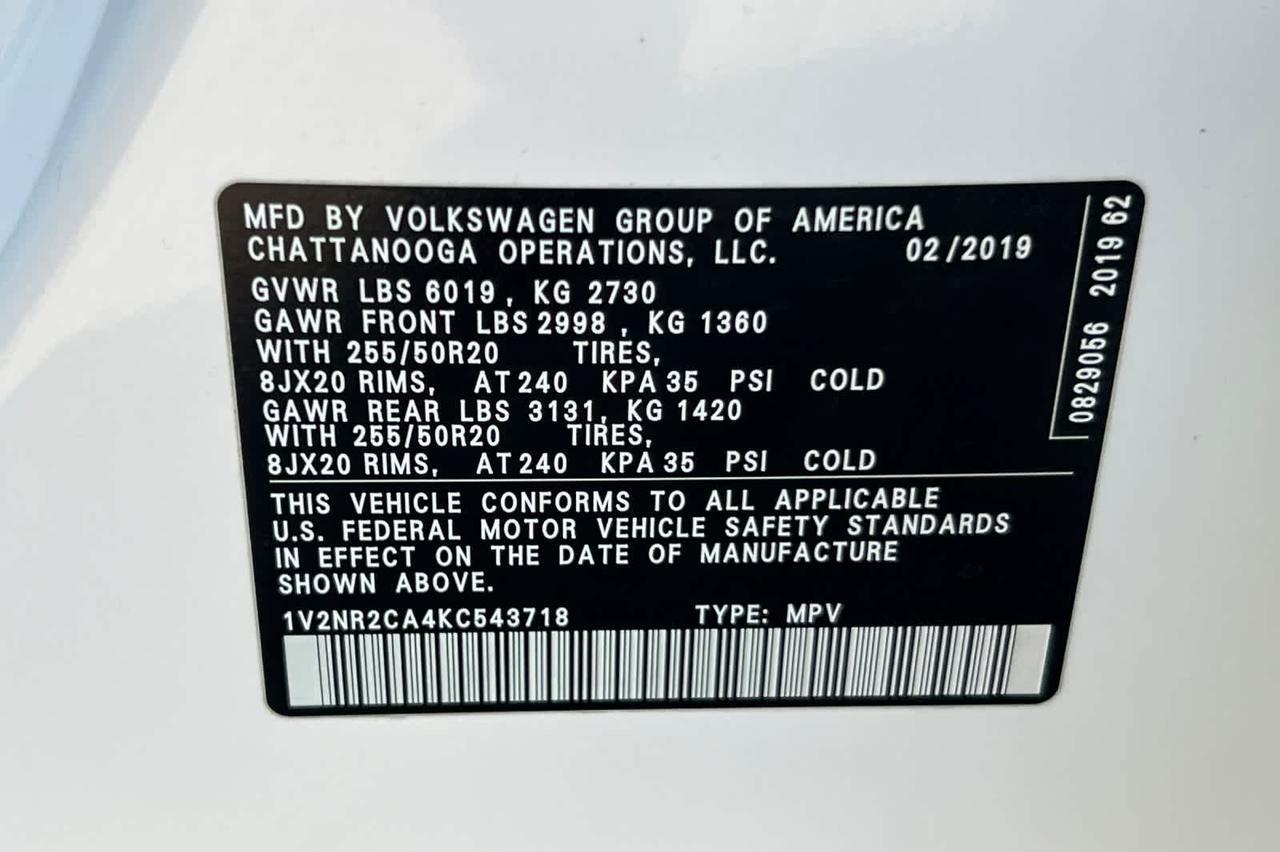 MFD BY VOLKSWAGEN GROUP OF AMERICA
CHATTANOOGA OPERATIONS, LLC. 02/2019
GVWR LBS 6019, KG 2730
GAWR FRONT LBS 2998, KG 1360
WITH 255/50R20 TIRES,
8JX20 RIMS, AT 240 KPA 35 PSI COLD
GAWR REAR LBS 3131, KG 1420
WITH 255/50R20 TIRES,
8JX20 RIMS, AT 240 KPA 35 PSI COLD
THIS VEHICLE CONFORMS TO ALL APPLICABLE
U.S. FEDERAL MOTOR VEHICLE SAFETY STANDARDS
IN EFFECT ON THE DATE OF MANUFACTURE
SHOWN ABOVE.
1V2NR2CA4KC543718 TYPE: MPV
0829056 2019 62